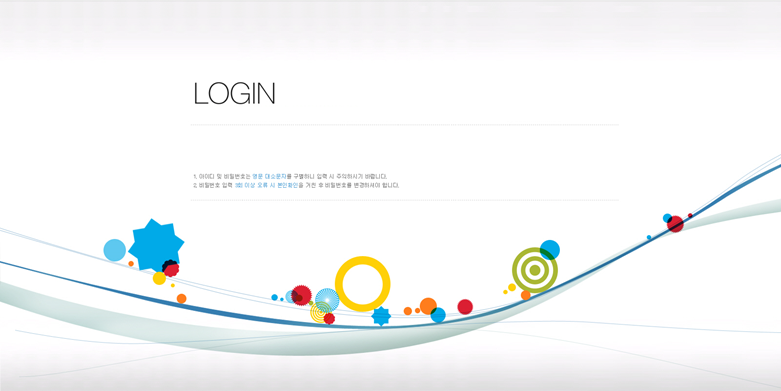 LOGIN
1. 아이디 및 비밀번호는 영문 대소문자를 구별하니 입력 시 주의하시기 바랍니다.
2. 비밀번호 입력 5회 이상 오류 시 본인확인을 거친 후 비밀번호를 변경하셔야 합니다.